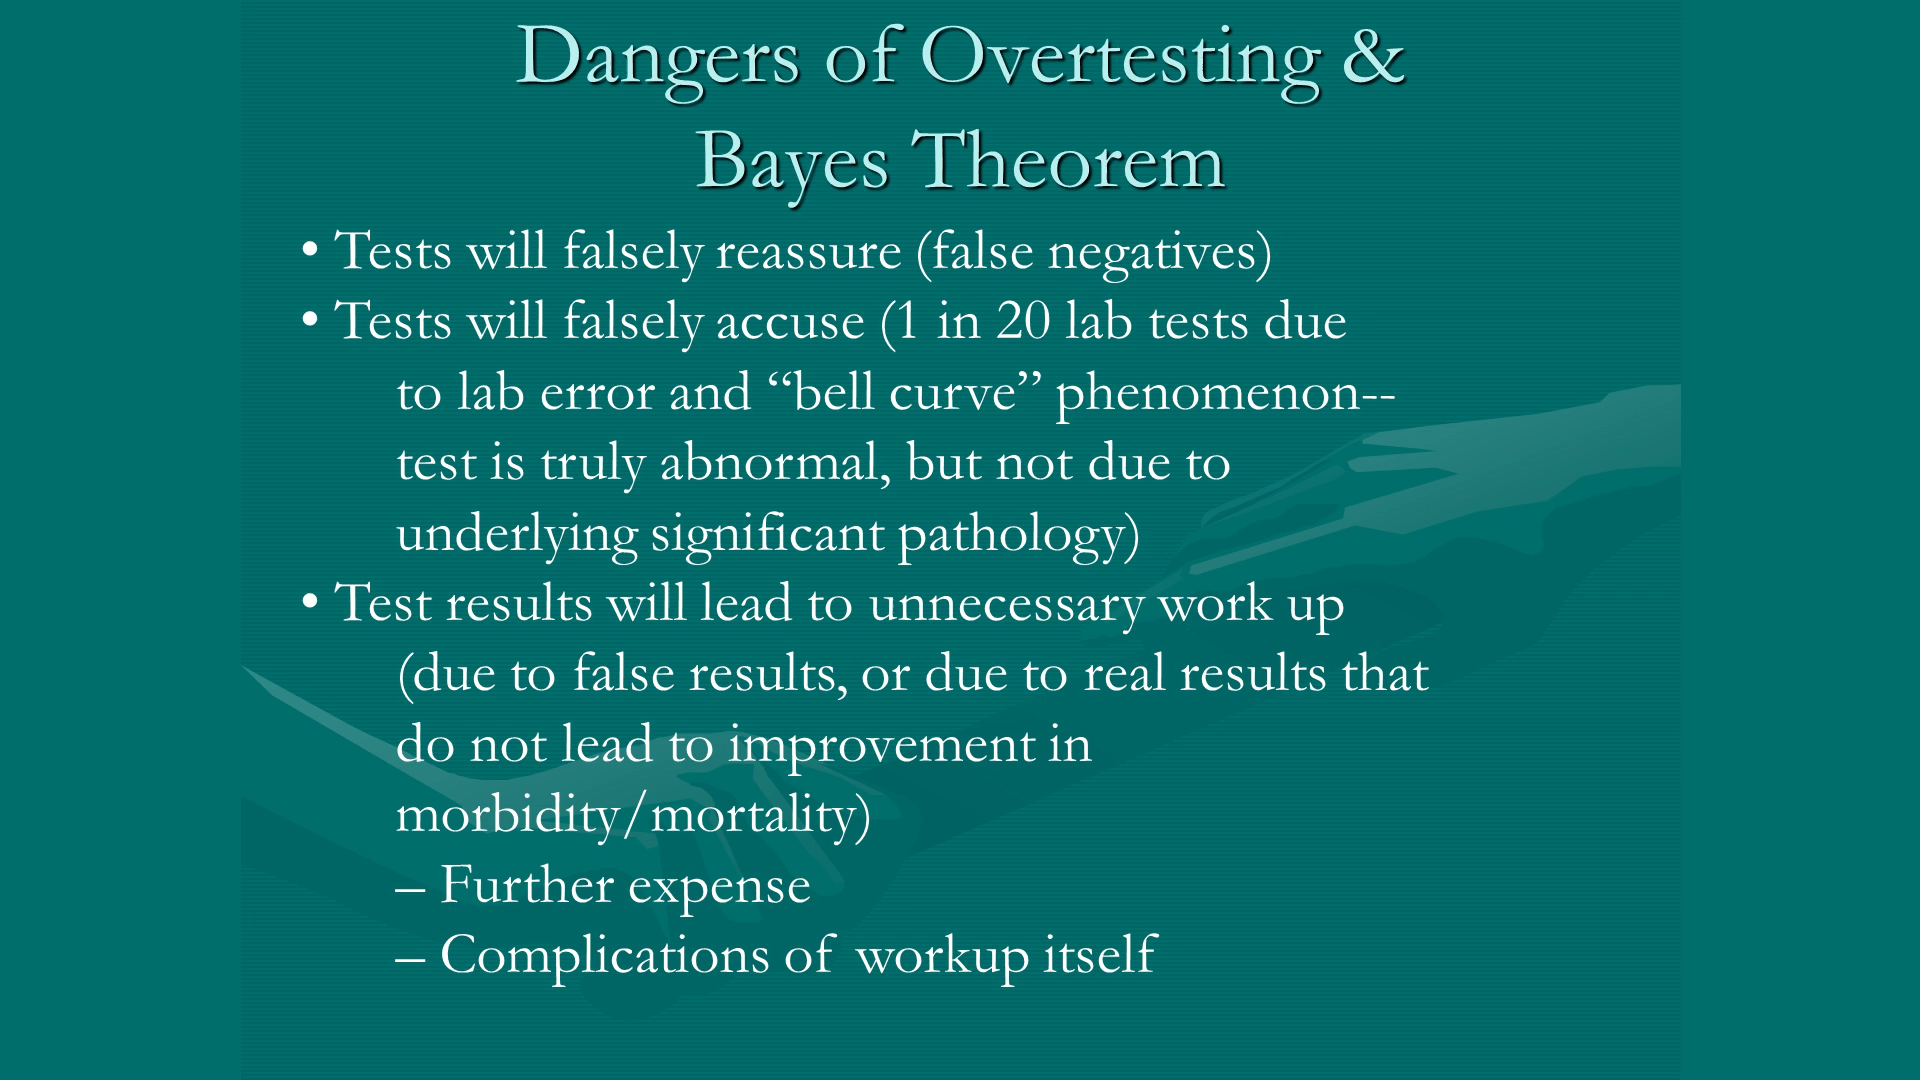 Dangers of Overtesting &
Bayes Theorem
• Tests will falsely reassure (false negatives)
• Tests will falsely accuse (1 in 20 lab tests due
to lab error and “bell curve” phenomenon--
test is truly abnormal, but not due to
underlying significant pathology)
• Test results will lead to unnecessary work up
(due to false results, or due to real results that
do not lead to improvement in
morbidity/mortality)
– Further expense
– Complications of workup itself